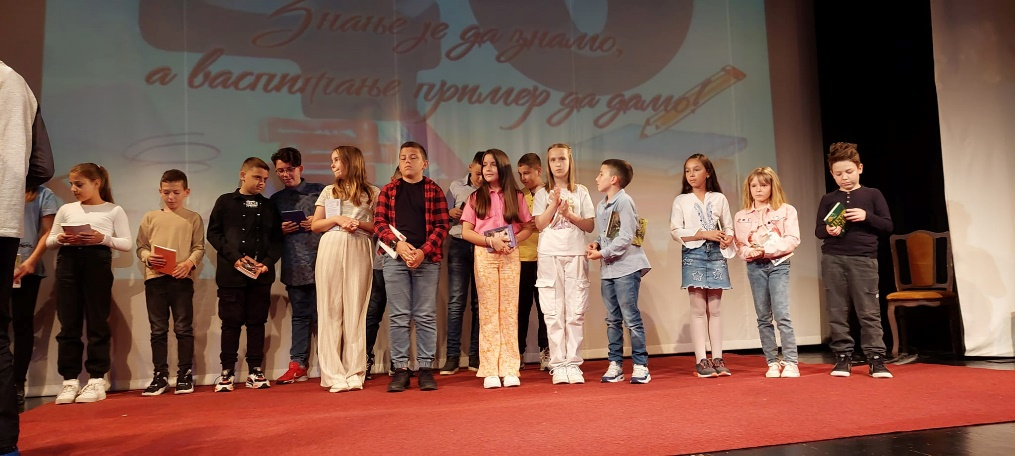 Знање је да знамо,
а васпитање пример да дамо!